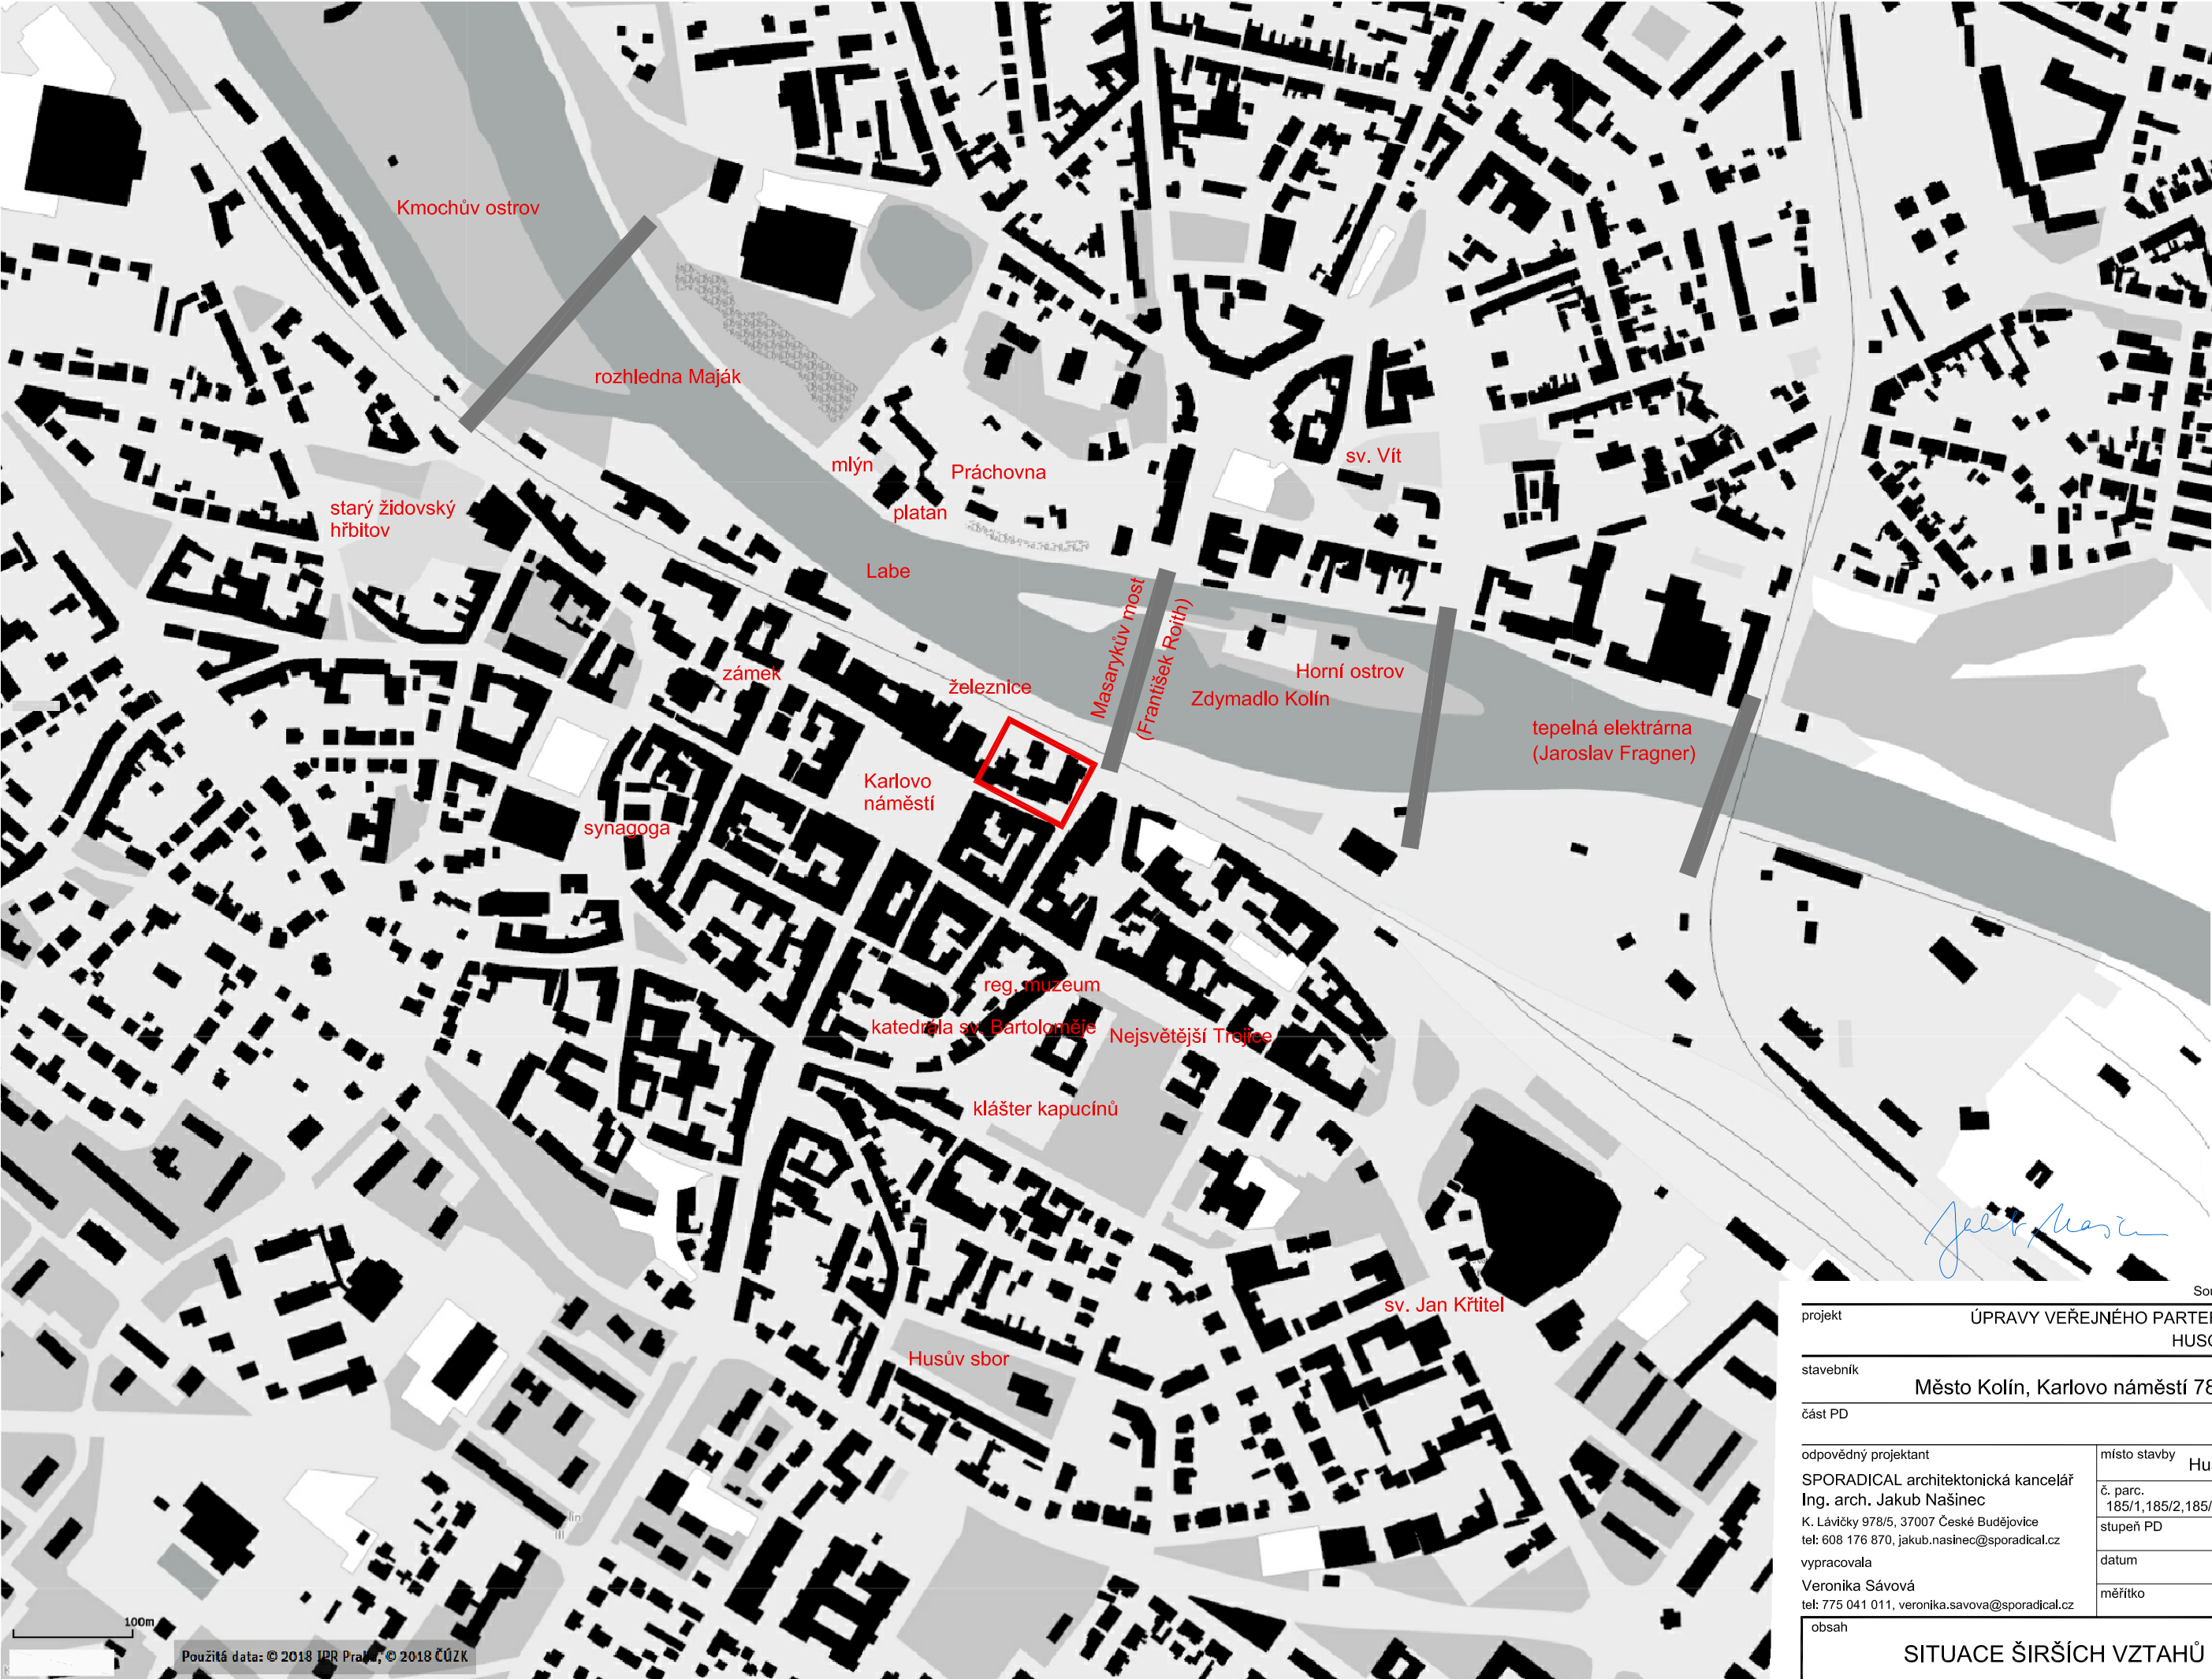 Kmochův ostrov
rozhledna Maják
mlýn
Práchovna
platan
sv. Vít
starý židovský
hřbitov
Labe
Masarykův most
(František Roith)
Horní ostrov
Zdymadlo Kolín
zámek
železnice
tepelná elektrárna
(Jaroslav Fragner)
Karlovo
náměstí
synagoga
reg. muzeum
katedrála sv. Bartoloměje
Nejsvětější Trojice
klášter kapucínů
sv. Jan Křtitel
Husův sbor
100m
Použitá data: © 2018 IPR Praha, © 2018 ČÚZK
projekt
ÚPRAVY VEŘEJNÉHO
stavebník
Město Kolín, Karlovo náměstí 78
část PD
odpovědný projektant
SPORADICAL architektonická kancelář
Ing. arch. Jakub Našinec
K. Lávičky 978/5, 37007 České Budějovice
tel: 608 176 870, jakub.nasinec@sporadical.cz
vypracovala
Veronika Sávová
tel: 775 041 011, veronika.savova@sporadical.cz
místo stavby
č. parc.
185/1,185/2,185/
stupeň PD
datum
měřítko
obsah
SITUACE ŠIRŠÍCH VZTAHŮ